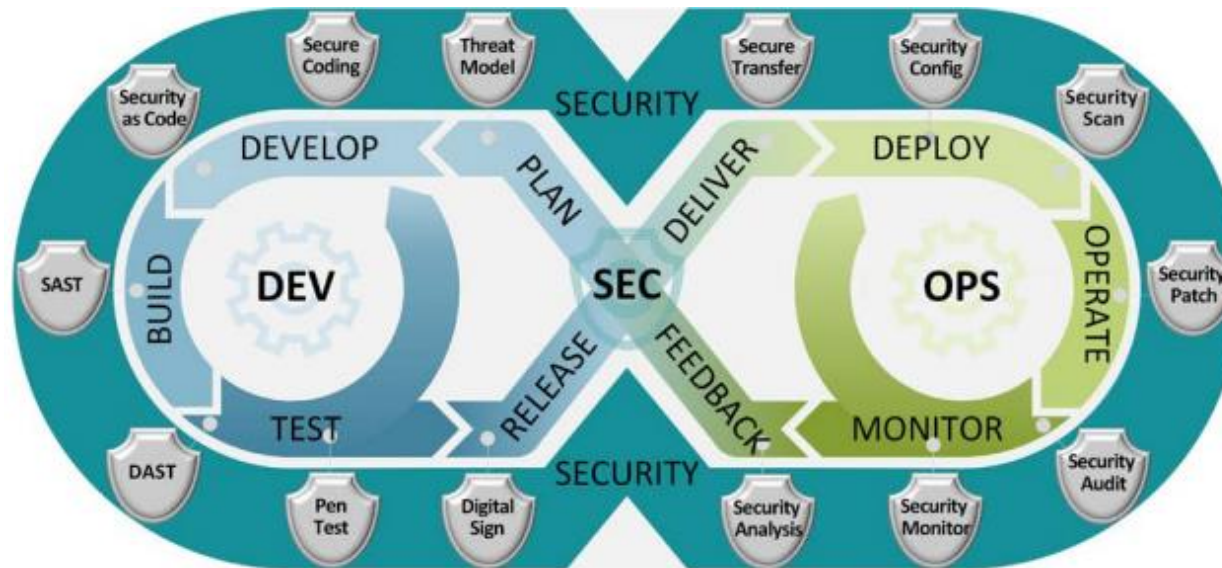 Secure
Coding
Threat
Model
Secure
Transfer
Security
Config
Security
as Code
SECURITY
Security
Scan
DEVELOP
PLAN
DELIVER
DEPLOY
SAST
BUILD
DEV
SEC
OPS
OPERATE
Security
Patch
TEST
RELEASE
FEEDBACK
MONITOR
DAST
SECURITY
Security
Audit
Pen
Test
Digital
Sign
Security
Analysis
Security
Monitor